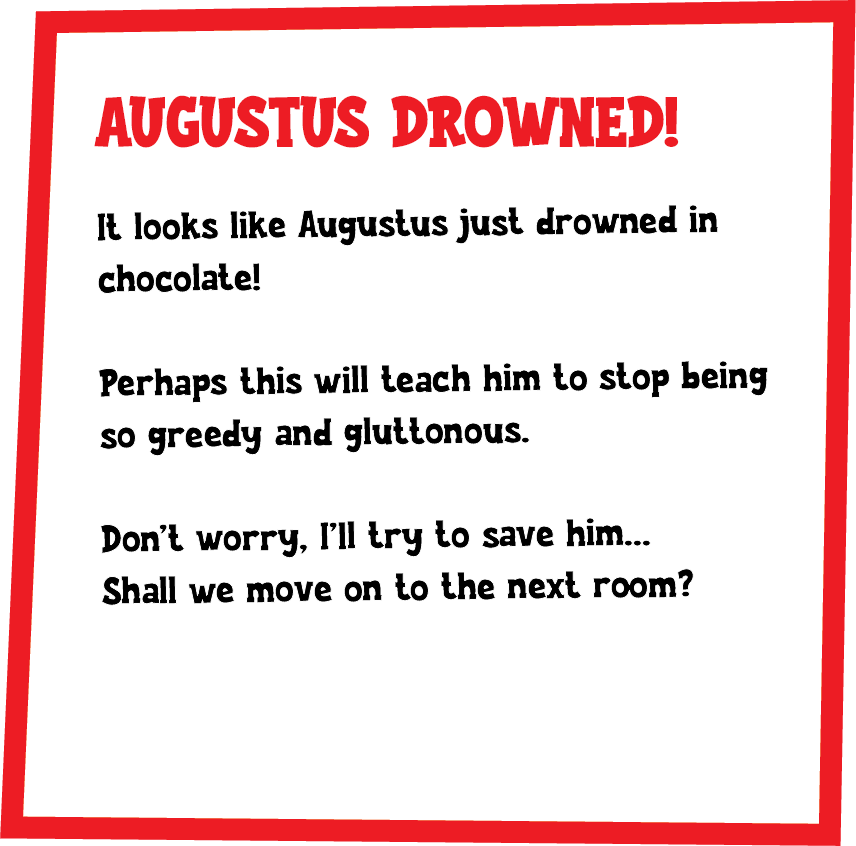 AUGUSTUS DROWNED!
It looks like Augustus just drowned in
chocolate!
Perhaps this will teach him to stop being
so greedy and gluttonous.
Don't worry, I'll try to save him...
Shall we move on to the next room?